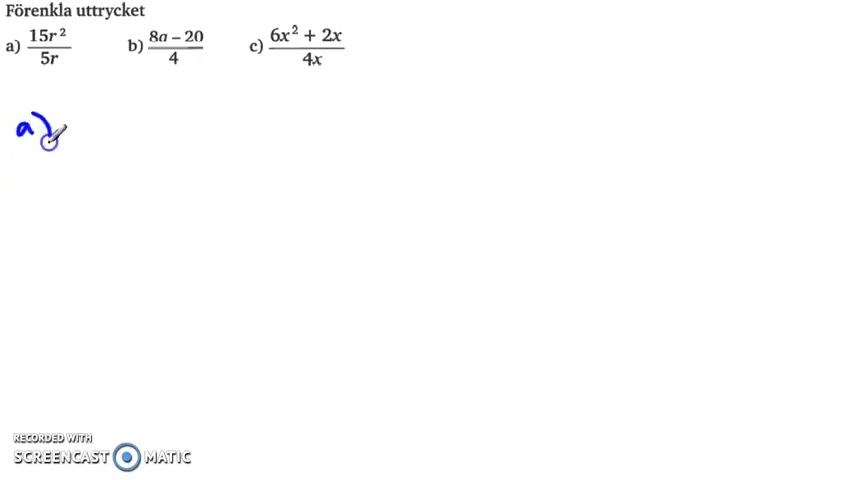 Förenkla uttrycket
a) 15r² / 5r b) 8a – 20 / 4 c) 6x² + 2x / 4x
a)
RECORDED WITH
SCREENCAST MATIC